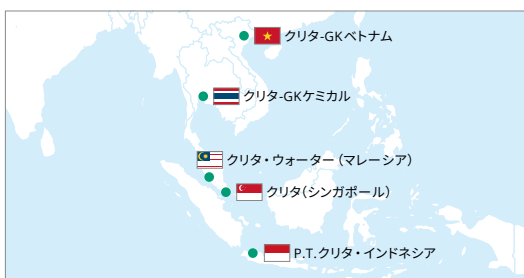 クリタ-GKベトナム
クリタ-GKケミカル
クリタ・ウォーター（マレーシア）
クリタ（シンガポール）
P.T.クリタ・インドネシア